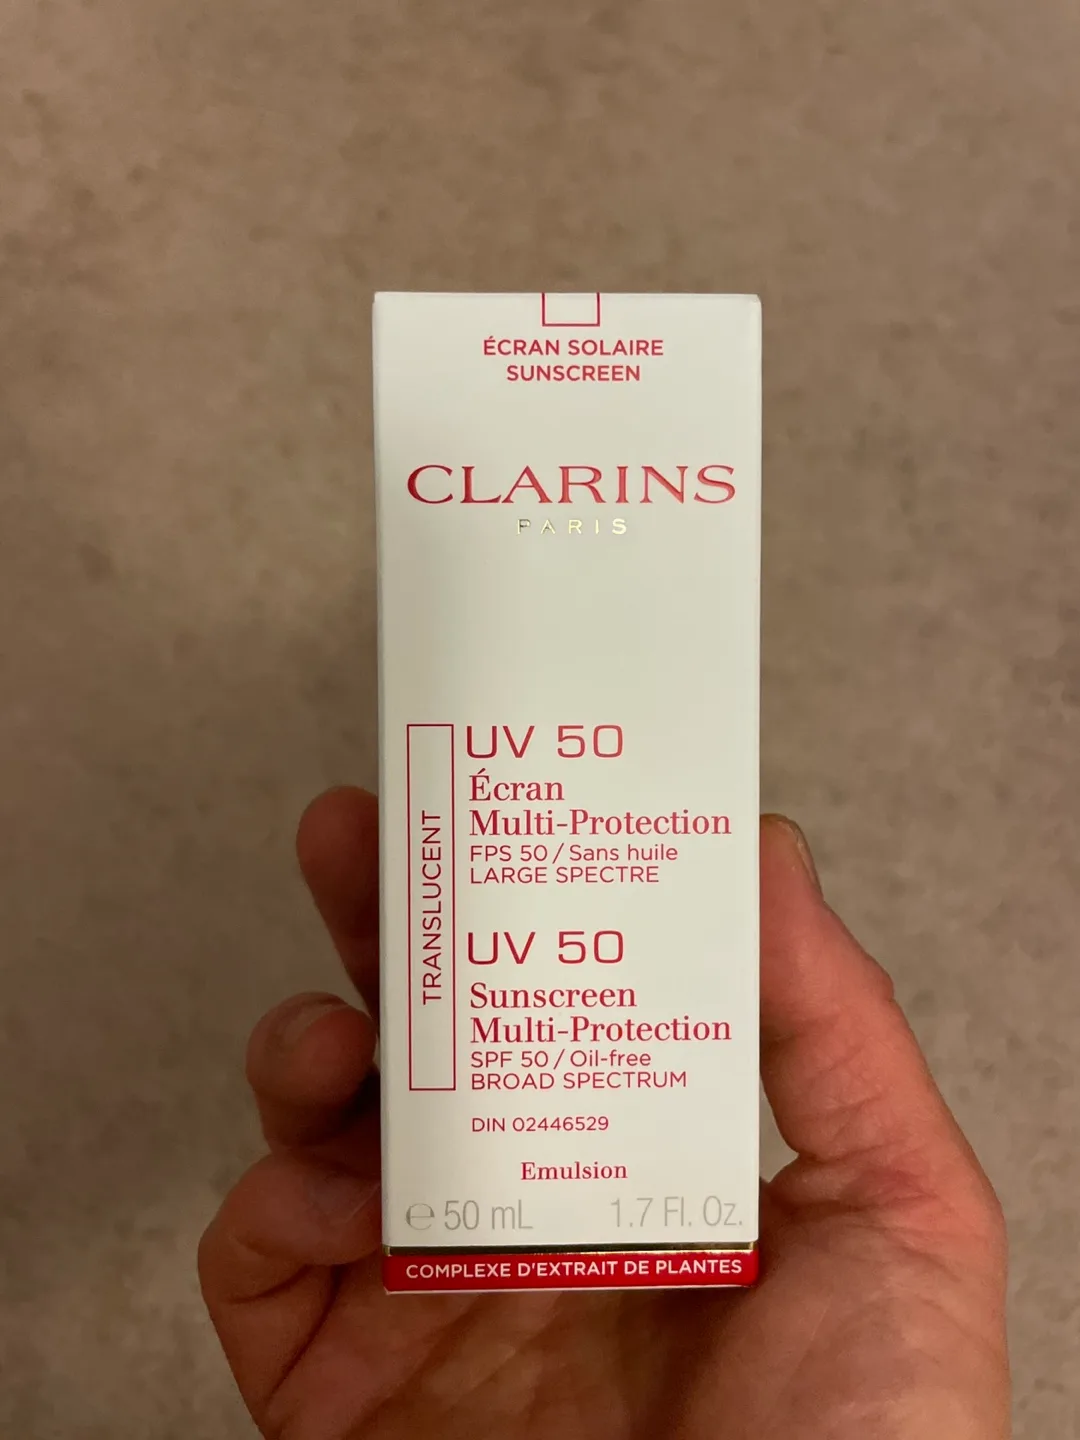 ÉCRAN SOLAIRE
SUNSCREEN
CLARINS
PARIS
TRANSLUCENT
UV 50
Écran
Multi-Protection
FPS 50 / Sans huile
LARGE SPECTRE
UV 50
Sunscreen
Multi-Protection
SPF 50 / Oil-free
BROAD SPECTRUM
DIN 02446529
Emulsion
℮ 50 mL 1.7 Fl. Oz.
COMPLEXE D'EXTRAIT DE PLANTES